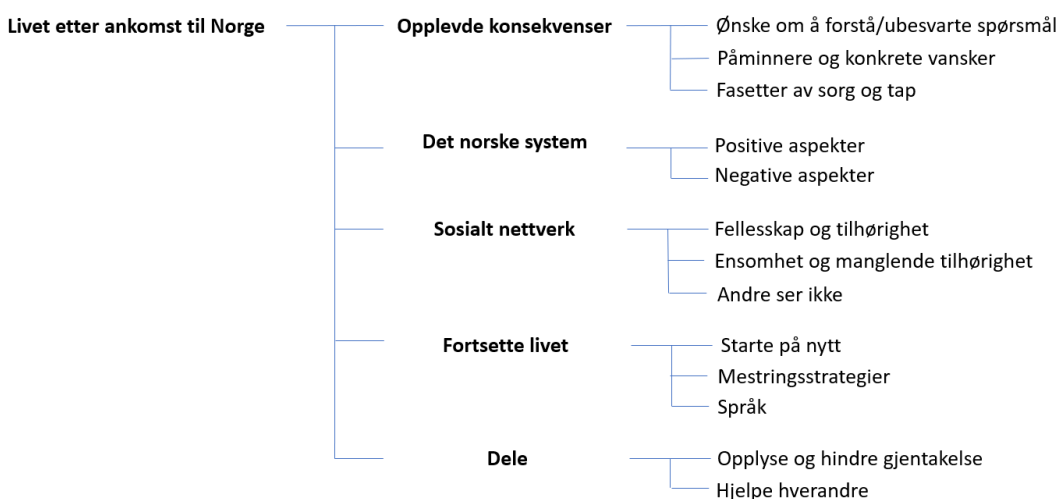 Livet etter ankomst til Norge
Opplevde konsekvenser
Ønske om å forstå/ubesvarte spørsmål
Påminnere og konkrete vansker
Fasetter av sorg og tap
Det norske system
Positive aspekter
Negative aspekter
Sosialt nettverk
Fellesskap og tilhørighet
Ensomhet og manglende tilhørighet
Andre ser ikke
Fortsette livet
Starte på nytt
Mestringsstrategier
Språk
Dele
Opplyse og hindre gjentakelse
Hjelpe hverandre